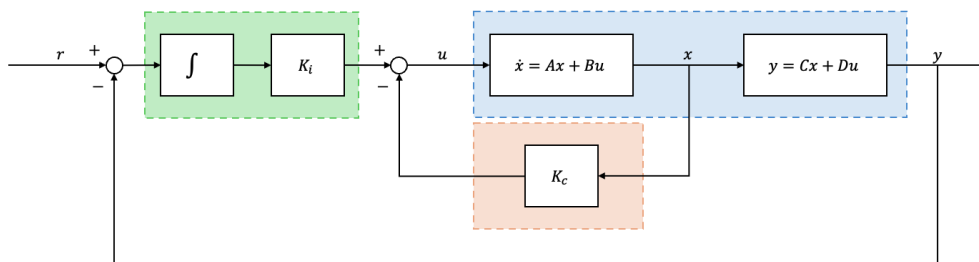 r
+
−
∫
K_i
+
−
u
ẋ = Ax + Bu
x
y = Cx + Du
y
K_c